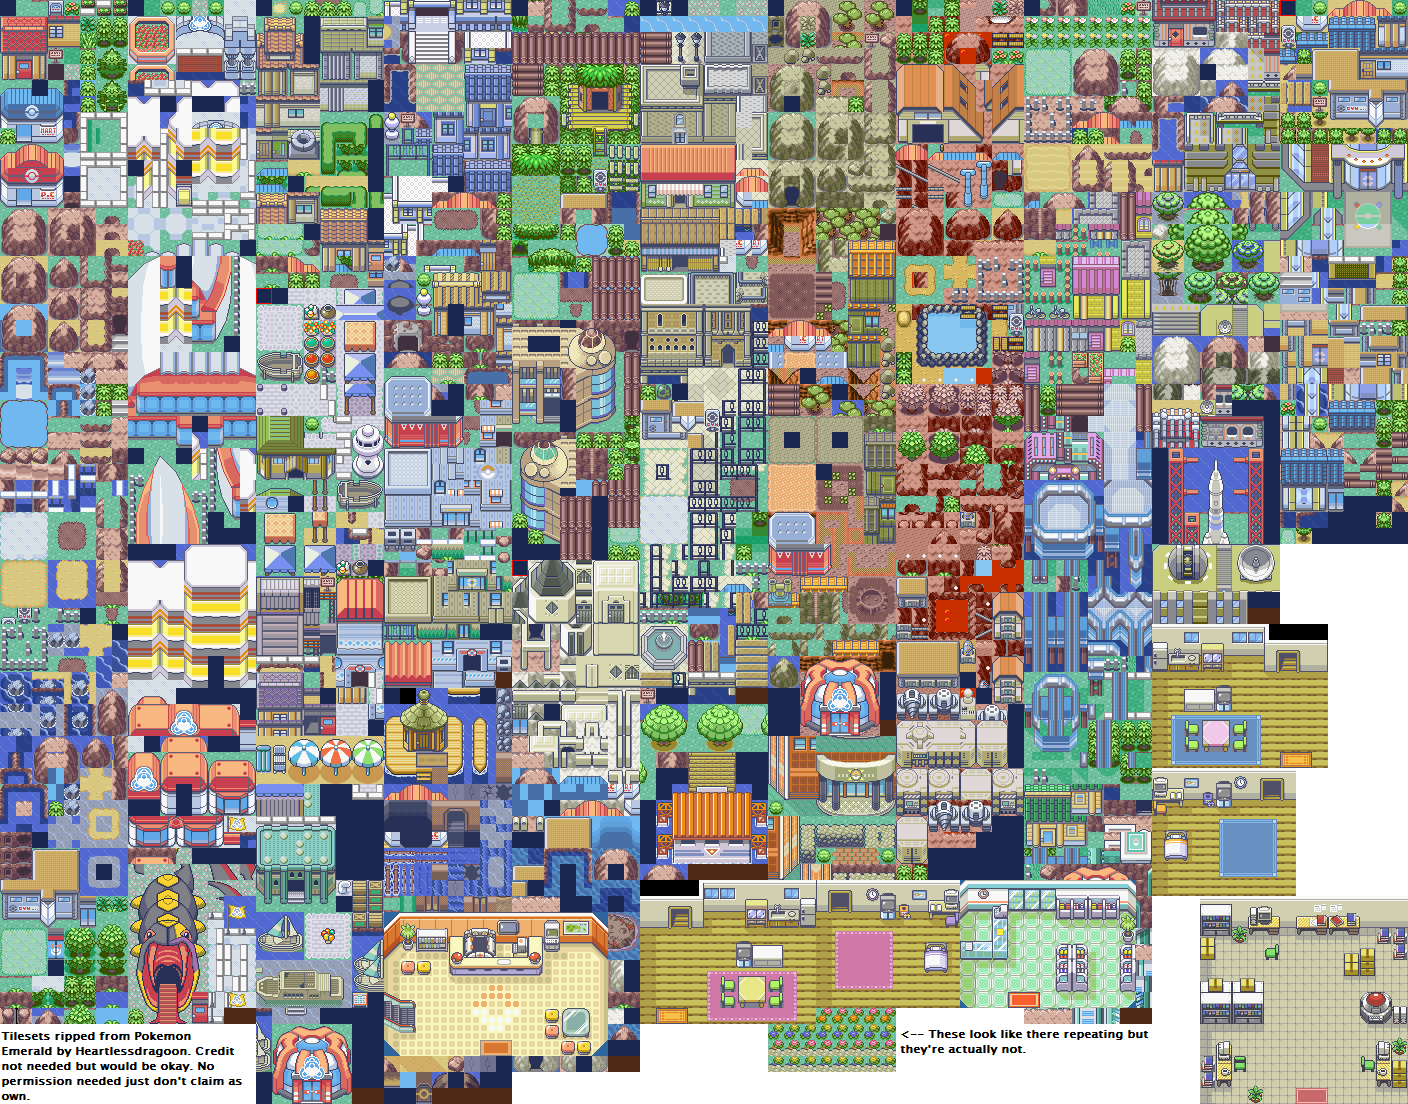 MART
P.C
Tilesets ripped from Pokemon
Emerald by Heartlessdragoon. Credit
not needed but would be okay. No
permission needed just don't claim as
own.
<-- These look like there repeating but
they're actually not.